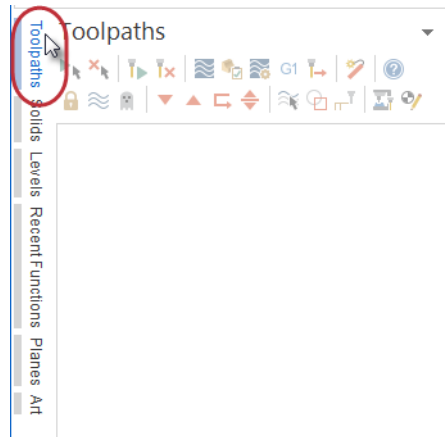 Toolpaths
Toolpaths
G1
Solids
Levels
Recent Functions
Planes
Art